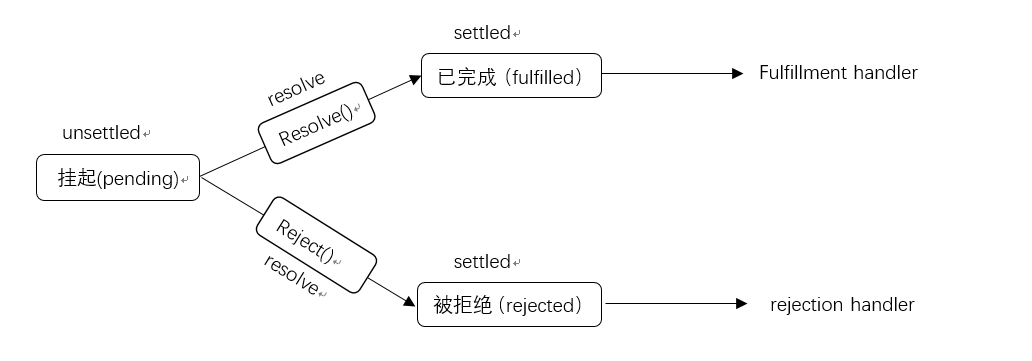 settled
已完成（fulfilled）
Fulfillment handler
resolve
Resolve()
unsettled
挂起(pending)
Reject()
resolve
settled
被拒绝（rejected）
rejection handler